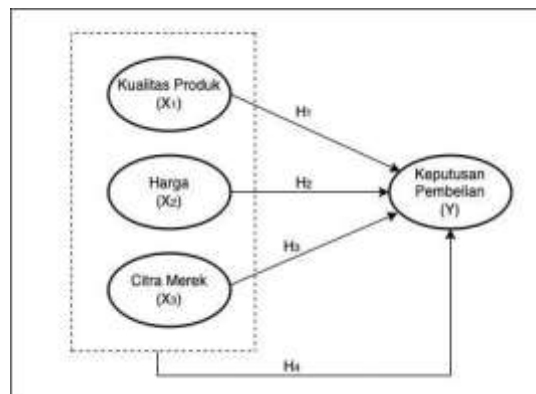 Kualitas Produk
(X1)
H1
Harga
(X2)
H2
Keputusan
Pembelian
(Y)
H3
Citra Merek
(X3)
H4